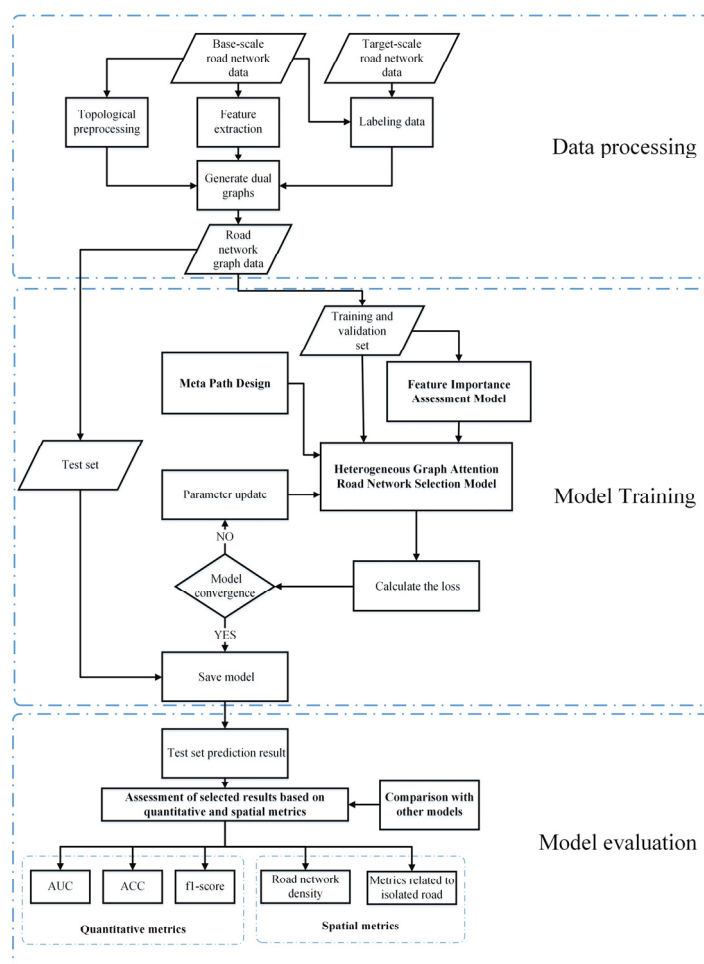 Base-scale
road network
data
Target-scale
road network
data
Topological
preprocessing
Feature
extraction
Labeling data
Data processing
Generate dual
graphs
Road
network
graph data
Training and
validation
set
Meta Path Design
Feature Importance
Assessment Model
Test set
Heterogeneous Graph Attention
Road Network Selection Model
Parameter update
Model Training
NO
Model
convergence
Calculate the loss
YES
Save model
Test set prediction result
Assessment of selected results based on
quantitative and spatial metrics
Comparison with
other models
Model evaluation
AUC
ACC
f1-score
Road network
density
Metrics related to
isolated road
Quantitative metrics
Spatial metrics